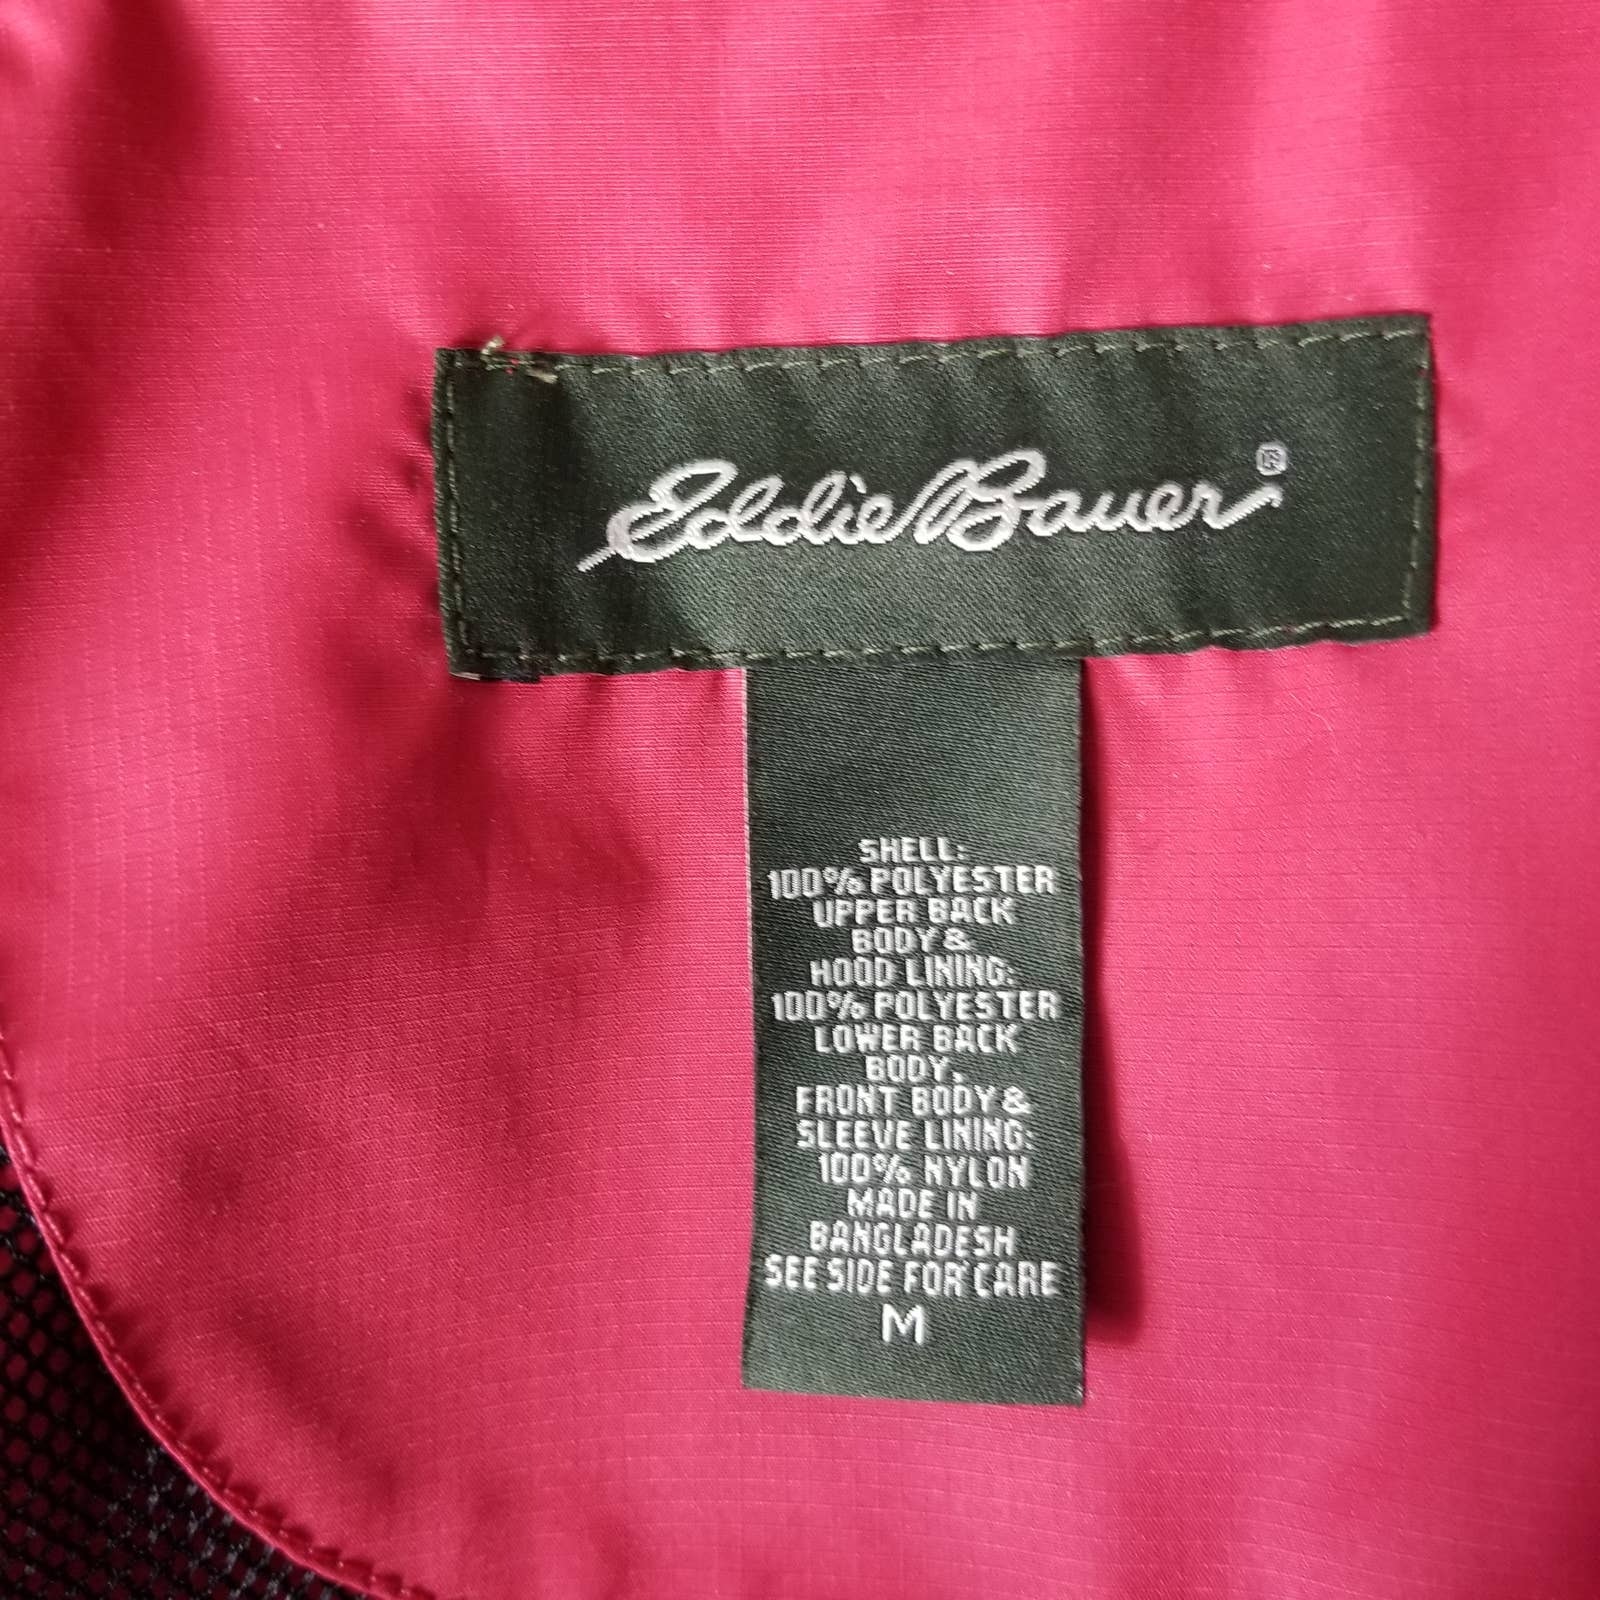 Eddie Bauer®
SHELL:
100% POLYESTER
UPPER BACK
BODY &
HOOD LINING:
100% POLYESTER
LOWER BACK
BODY,
FRONT BODY &
SLEEVE LINING:
100% NYLON
MADE IN
BANGLADESH
SEE SIDE FOR CARE
M